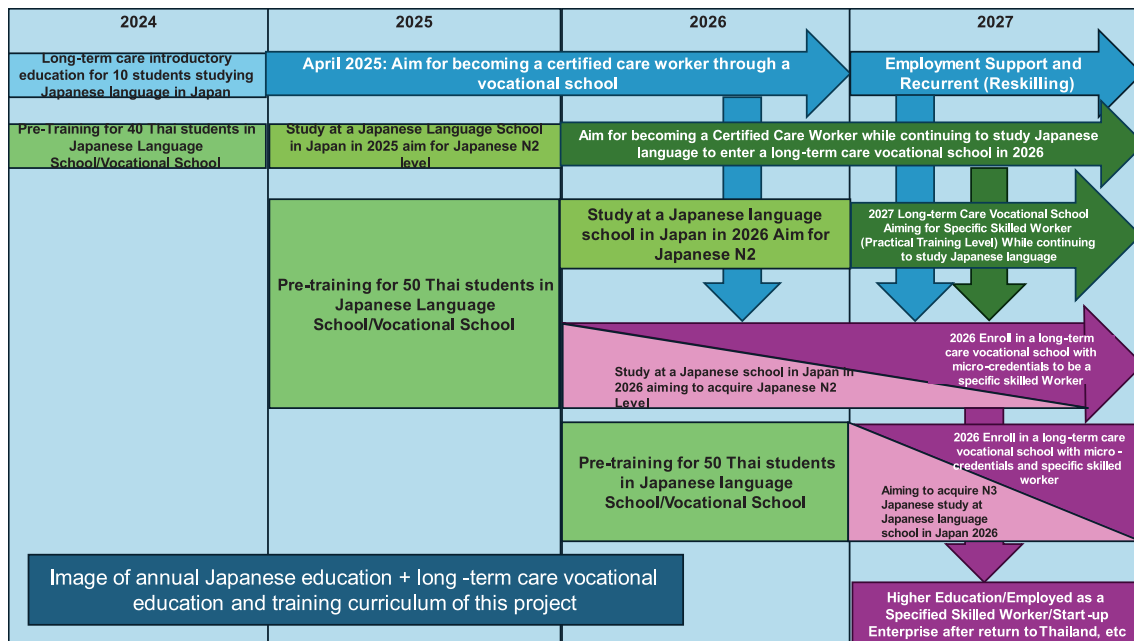 2024
2025
2026
2027
Long-term care introductory
education for 10 students studying
Japanese language in Japan
April 2025: Aim for becoming a certified care worker through a
vocational school
Employment Support and
Recurrent (Reskilling)
Pre-Training for 40 Thai students in
Japanese Language
School/Vocational School
Study at a Japanese Language School
in Japan in 2025 aim for Japanese N2
level
Aim for becoming a Certified Care Worker while continuing to study Japanese
language to enter a long-term care vocational school in 2026
Pre-training for 50 Thai students in
Japanese Language
School/Vocational School
Study at a Japanese language
school in Japan in 2026 Aim for
Japanese N2
2027 Long-term Care Vocational School
Aiming for Specific Skilled Worker
(Practical Training Level) While continuing
to study Japanese language
Study at a Japanese school in Japan in
2026 aiming to acquire Japanese N2
Level
2026 Enroll in a long-term
care vocational school with
micro-credentials to be a
specific skilled Worker
Pre-training for 50 Thai students
in Japanese language
School/Vocational School
2026 Enroll in a long-term care
vocational school with micro-
credentials and specific skilled
worker
Aiming to acquire N3
Japanese study at
Japanese language
school in Japan 2026
Image of annual Japanese education + long -term care vocational
education and training curriculum of this project
Higher Education/Employed as a
Specified Skilled Worker/Start-up
Enterprise after return to Thailand, etc